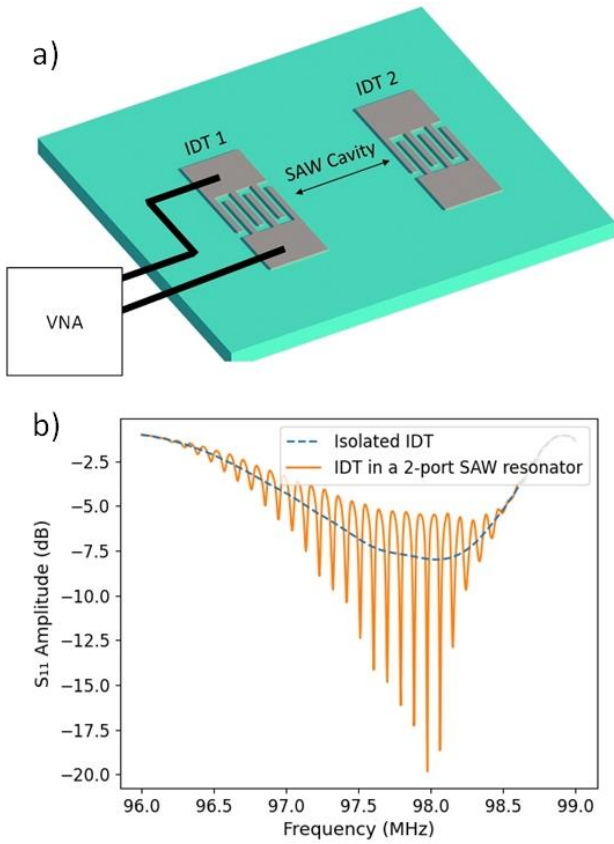 a)
IDT 1
IDT 2
SAW Cavity
VNA
b)
Isolated IDT
IDT in a 2-port SAW resonator
S₁₁ Amplitude (dB)
−2.5
−5.0
−7.5
−10.0
−12.5
−15.0
−17.5
−20.0
96.0 96.5 97.0 97.5 98.0 98.5 99.0
Frequency (MHz)